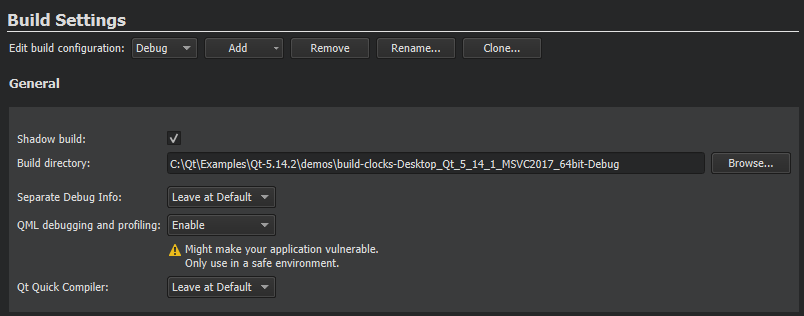 Build Settings
Edit build configuration: Debug Add Remove Rename... Clone...
General
Shadow build:
Build directory: C:\Qt\Examples\Qt-5.14.2\demos\build-clocks-Desktop_Qt_5_14_1_MSVC2017_64bit-Debug Browse...
Separate Debug Info: Leave at Default
QML debugging and profiling: Enable
Might make your application vulnerable.
Only use in a safe environment.
Qt Quick Compiler: Leave at Default